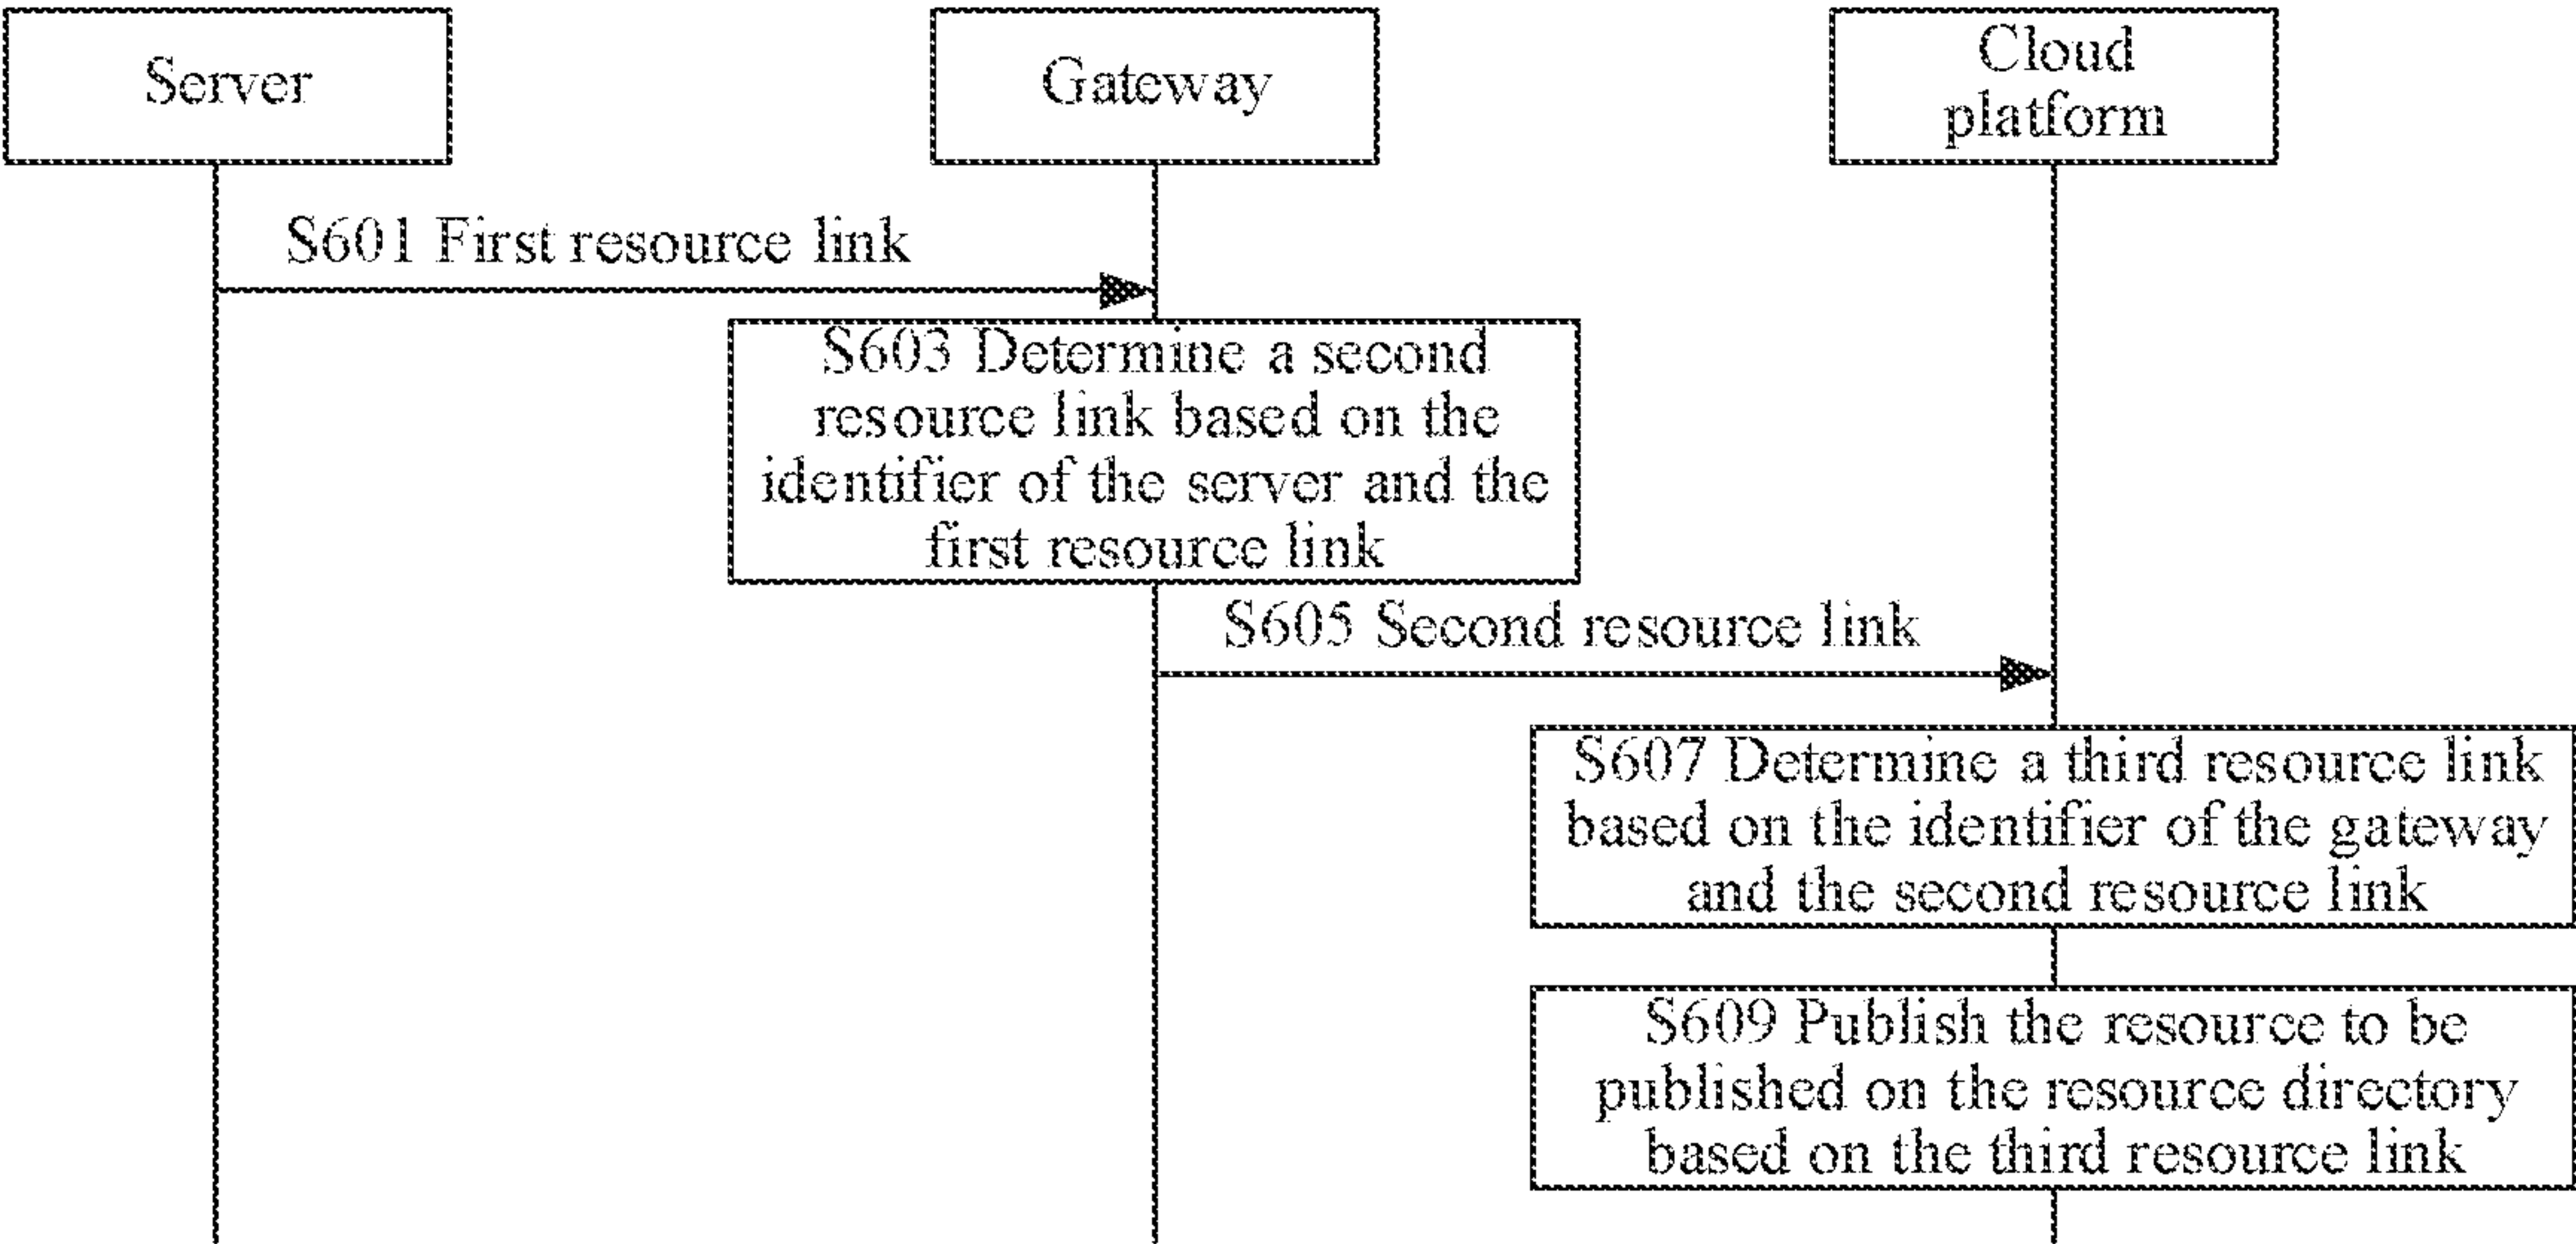 Server
Gateway
Cloud
platform
S601 First resource link
S603 Determine a second
resource link based on the
identifier of the server and the
first resource link
S605 Second resource link
S607 Determine a third resource link
based on the identifier of the gateway
and the second resource link
S609 Publish the resource to be
published on the resource directory
based on the third resource link